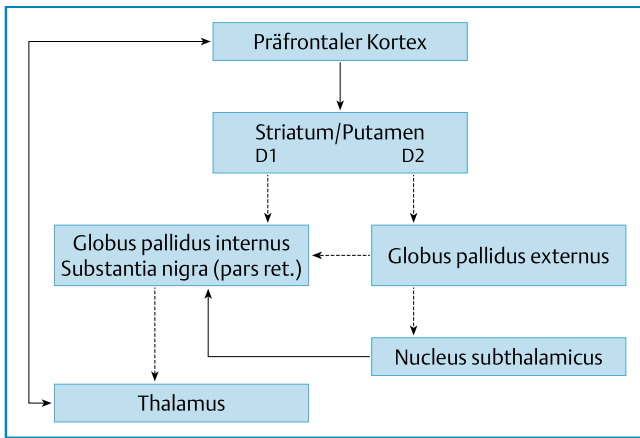 Präfrontaler Kortex
Striatum/Putamen
D1 D2
Globus pallidus internus
Substantia nigra (pars ret.)
Globus pallidus externus
Nucleus subthalamicus
Thalamus